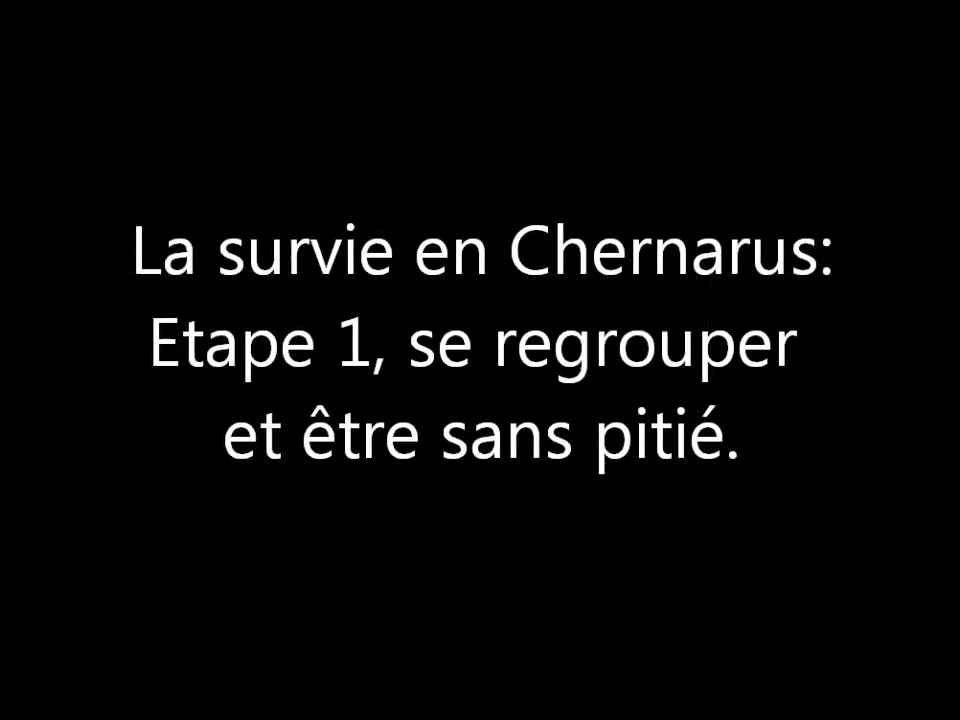 La survie en Chernarus:
Etape 1, se regrouper
et être sans pitié.